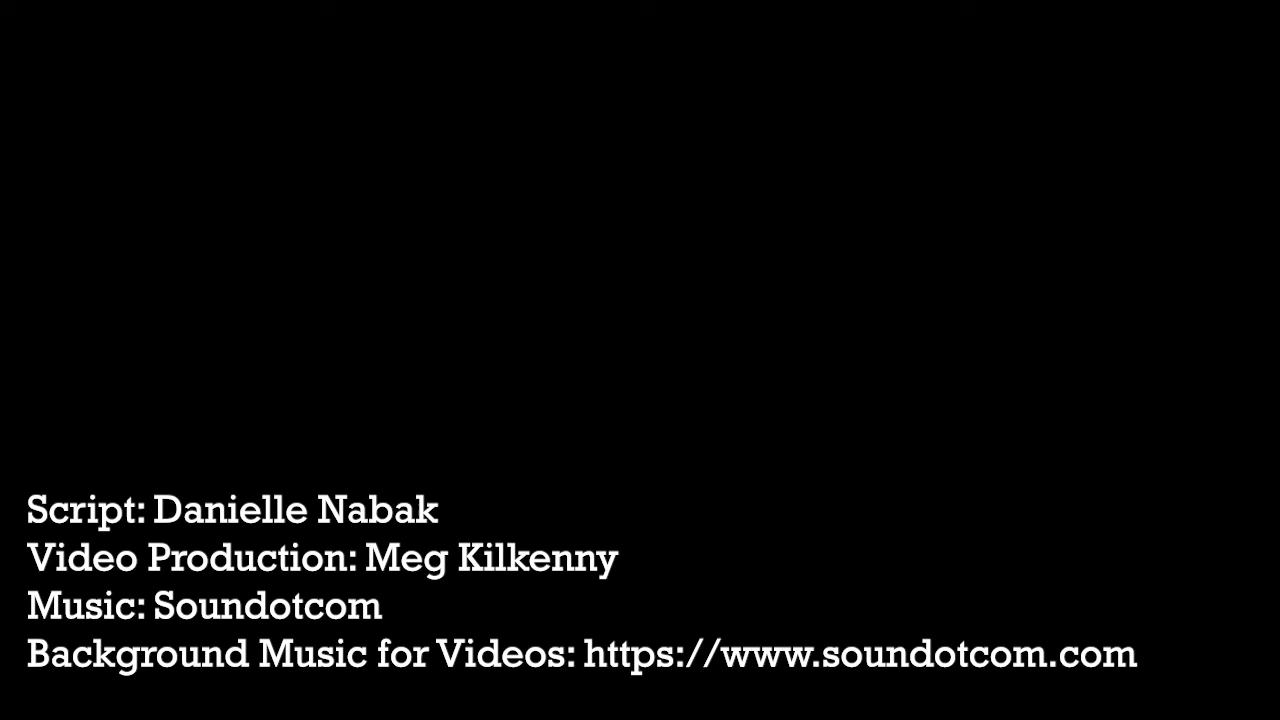 Script: Danielle Nabak
Video Production: Meg Kilkenny
Music: Soundotcom
Background Music for Videos: https://www.soundotcom.com